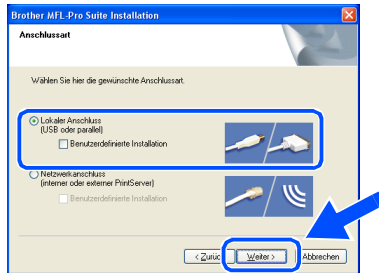 Brother MFL-Pro Suite Installation
Anschlussart
Wählen Sie hier die gewünschte Anschlussart.
Lokaler Anschluss
(USB oder parallel)
Benutzerdefinierte Installation
Netzwerkanschluss
(interner oder externer PrintServer)
Benutzerdefinierte Installation
< Zurüc Weiter > Abbrechen